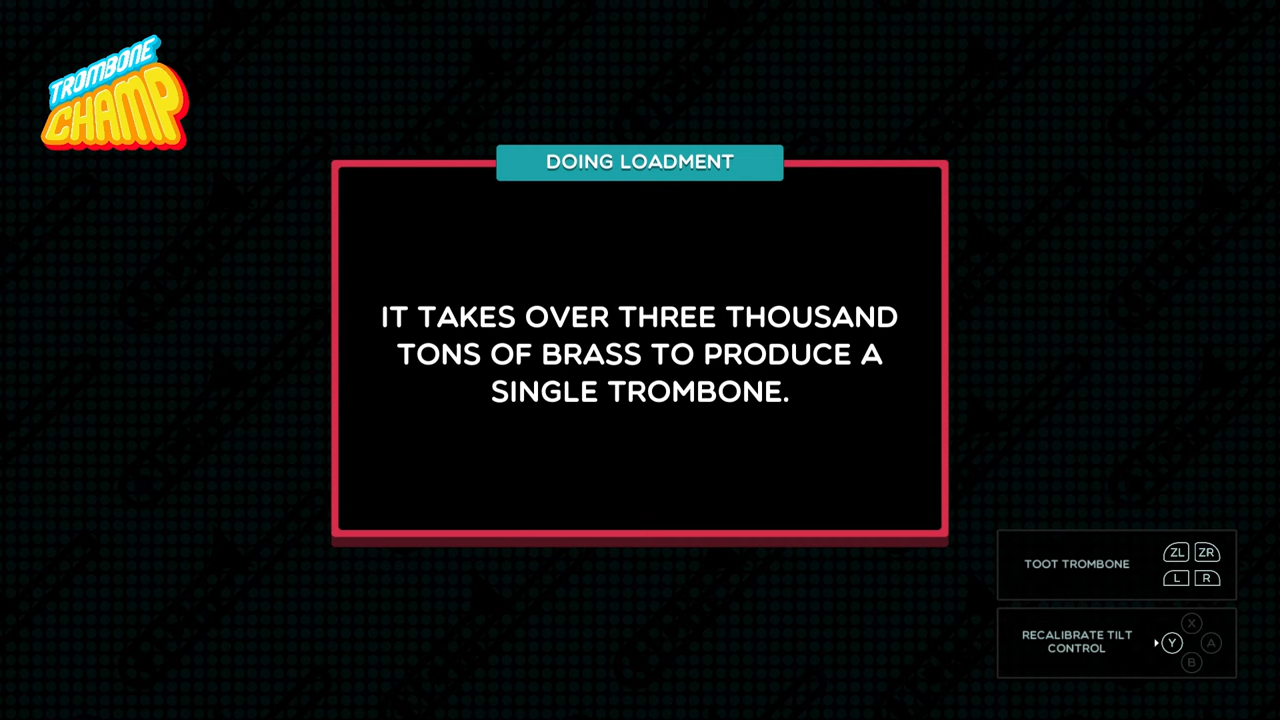 TROMBONE
CHAMP
DOING LOADMENT
IT TAKES OVER THREE THOUSAND
TONS OF BRASS TO PRODUCE A
SINGLE TROMBONE.
TOOT TROMBONE
ZL ZR
L R
RECALIBRATE TILT
CONTROL
X
Y A
B